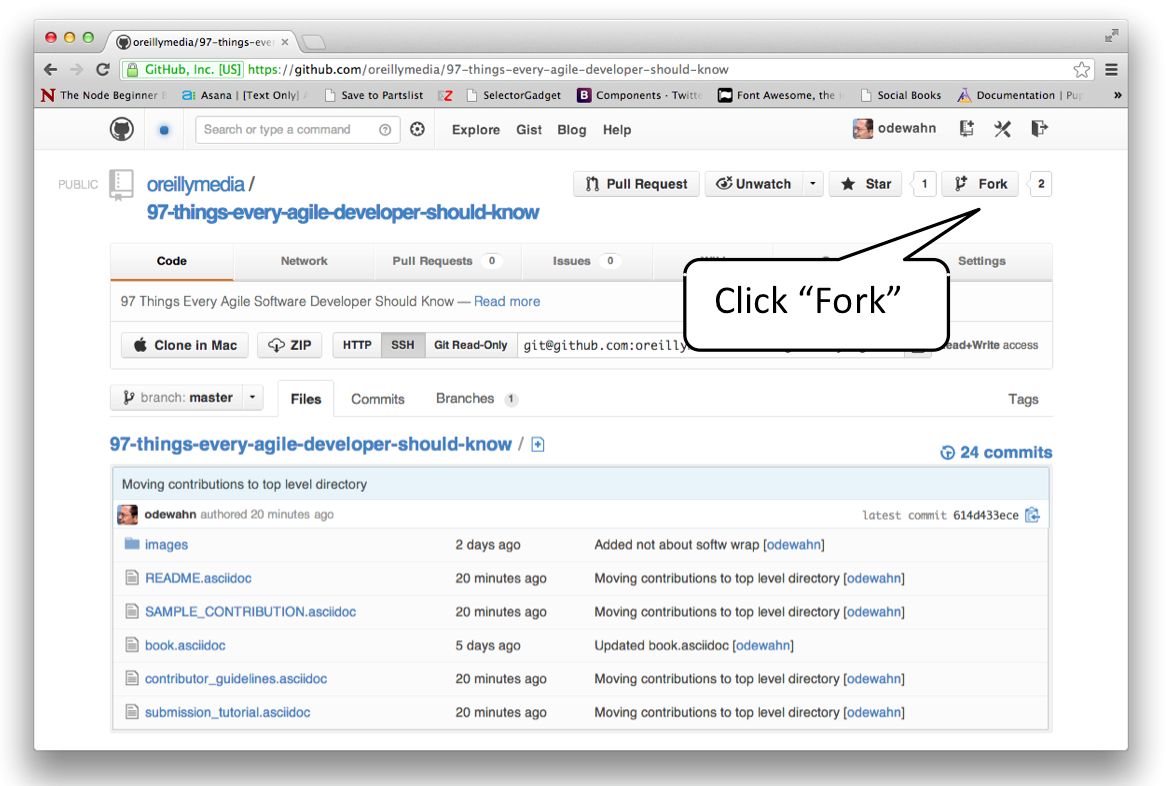 oreillymedia/97-things-ever
GitHub, Inc. [US] https://github.com/oreillymedia/97-things-every-agile-developer-should-know
The Node Beginner Asana | [Text Only] Save to Partslist SelectorGadget Components · Twitte Font Awesome, the Social Books Documentation | Pup »
Search or type a command Explore Gist Blog Help odewahn
PUBLIC oreillymedia / Pull Request Unwatch Star 1 Fork 2
97-things-every-agile-developer-should-know
Code Network Pull Requests 0 Issues 0 Settings
97 Things Every Agile Software Developer Should Know — Read more
Click “Fork”
Clone in Mac ZIP HTTP SSH Git Read-Only git@github.com:oreilly Read+Write access
branch: master Files Commits Branches 1 Tags
97-things-every-agile-developer-should-know /
24 commits
Moving contributions to top level directory
odewahn authored 20 minutes ago latest commit 614d433ece
images 2 days ago Added not about softw wrap [odewahn]
README.asciidoc 20 minutes ago Moving contributions to top level directory [odewahn]
SAMPLE_CONTRIBUTION.asciidoc 20 minutes ago Moving contributions to top level directory [odewahn]
book.asciidoc 5 days ago Updated book.asciidoc [odewahn]
contributor_guidelines.asciidoc 20 minutes ago Moving contributions to top level directory [odewahn]
submission_tutorial.asciidoc 20 minutes ago Moving contributions to top level directory [odewahn]